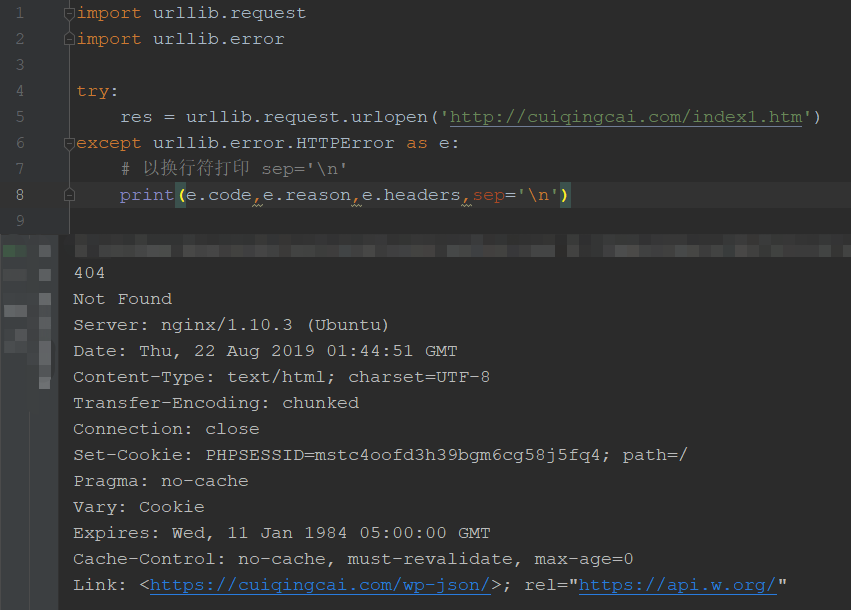 1 import urllib.request
2 import urllib.error
3
4 try:
5 res = urllib.request.urlopen('http://cuiqingcai.com/index1.htm')
6 except urllib.error.HTTPError as e:
7 # 以换行符打印 sep='\n'
8 print(e.code,e.reason,e.headers,sep='\n')
9
404
Not Found
Server: nginx/1.10.3 (Ubuntu)
Date: Thu, 22 Aug 2019 01:44:51 GMT
Content-Type: text/html; charset=UTF-8
Transfer-Encoding: chunked
Connection: close
Set-Cookie: PHPSESSID=mstc4oofd3h39bgm6cg58j5fq4; path=/
Pragma: no-cache
Vary: Cookie
Expires: Wed, 11 Jan 1984 05:00:00 GMT
Cache-Control: no-cache, must-revalidate, max-age=0
Link: <https://cuiqingcai.com/wp-json/>; rel="https://api.w.org/"